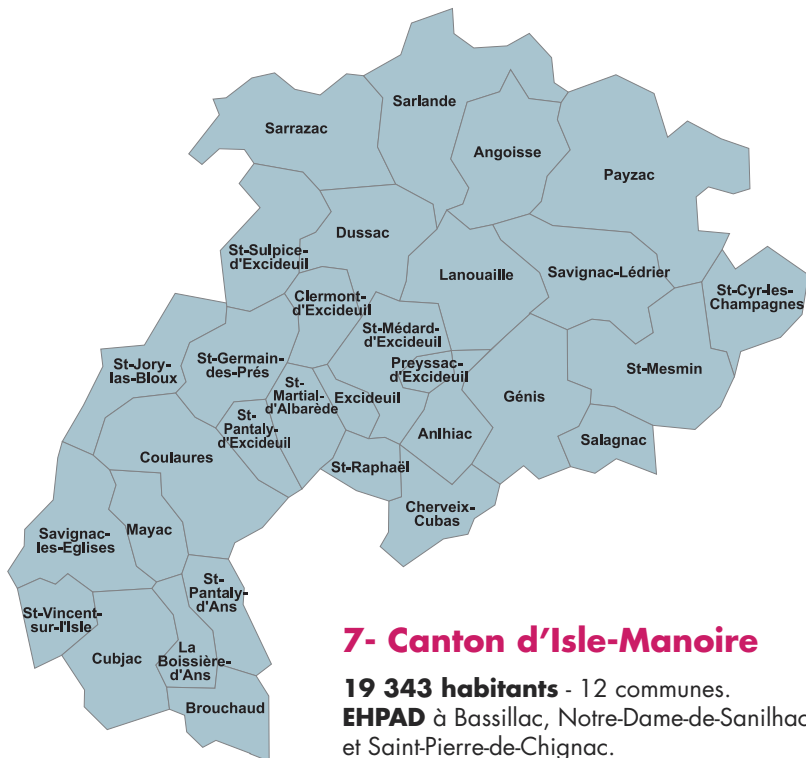 Sarlande
Sarrazac
Angoisse
Payzac
Dussac
St-Sulpice-
d'Excideuil
Lanouaille
Savignac-Lédrier
St-Cyr-les-
Champagnes
Clermont-
d'Excideuil
St-Médard-
d'Excideuil
St-Jory-
las-Bloux
St-Germain-
des-Prés
Preyssac-
d'Excideuil
St-Mesmin
St-
Martial-
d'Albarède
Excideuil
Génis
St-
Pantaly-
d'Excideuil
Anlhiac
Salagnac
Coulaures
St-Raphaël
Cherveix-
Cubas
Savignac-
les-Eglises
Mayac
St-
Pantaly-
d'Ans
St-Vincent-
sur-l'Isle
Cubjac
La
Boissière-
d'Ans
Brouchaud
7- Canton d'Isle-Manoire
19 343 habitants - 12 communes.
EHPAD à Bassillac, Notre-Dame-de-Sanilhac
et Saint-Pierre-de-Chignac.